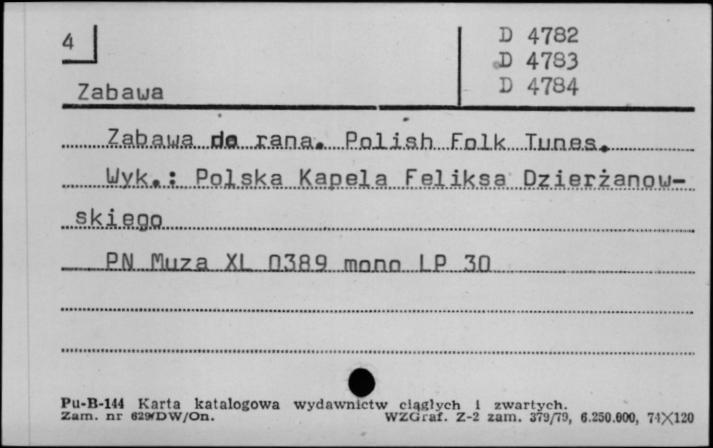 4
D 4782
D 4783
D 4784
Zabawa
Zabawa do rana. Polish Folk Tunes.
Wyk.: Polska Kapela Feliksa Dzierżanow-
skiego
PN Muza XL 0389 mono LP 30
Pu-B-144 Karta katalogowa wydawnictw ciągłych i zwartych.
Zam. nr 629/DW/On. WZGraf. Z-2 zam. 379/79, 6.250.000, 74X120